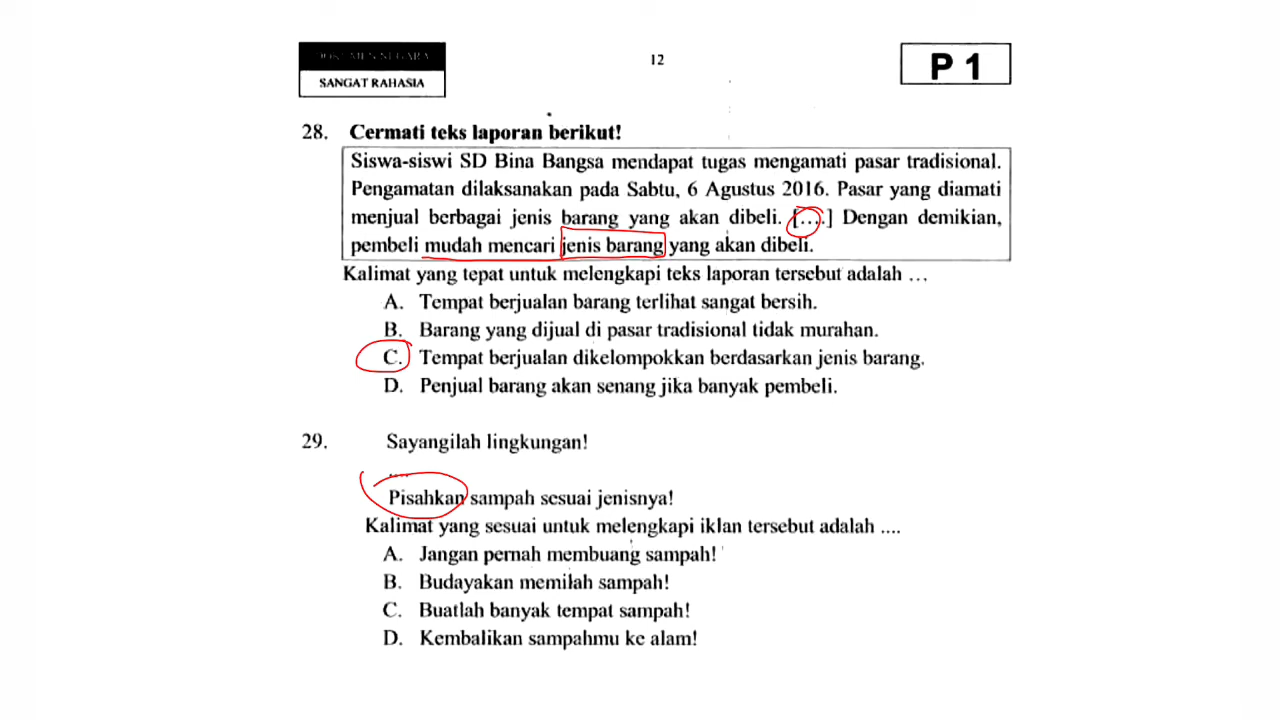 DOKUMEN NEGARA
SANGAT RAHASIA
12
P 1
28. Cermati teks laporan berikut!
Siswa-siswi SD Bina Bangsa mendapat tugas mengamati pasar tradisional.
Pengamatan dilaksanakan pada Sabtu, 6 Agustus 2016. Pasar yang diamati
menjual berbagai jenis barang yang akan dibeli. [....] Dengan demikian,
pembeli mudah mencari jenis barang yang akan dibeli.
Kalimat yang tepat untuk melengkapi teks laporan tersebut adalah ...
A. Tempat berjualan barang terlihat sangat bersih.
B. Barang yang dijual di pasar tradisional tidak murahan.
C. Tempat berjualan dikelompokkan berdasarkan jenis barang.
D. Penjual barang akan senang jika banyak pembeli.
29. Sayangilah lingkungan!
....
Pisahkan sampah sesuai jenisnya!
Kalimat yang sesuai untuk melengkapi iklan tersebut adalah ....
A. Jangan pernah membuang sampah!
B. Budayakan memilah sampah!
C. Buatlah banyak tempat sampah!
D. Kembalikan sampahmu ke alam!